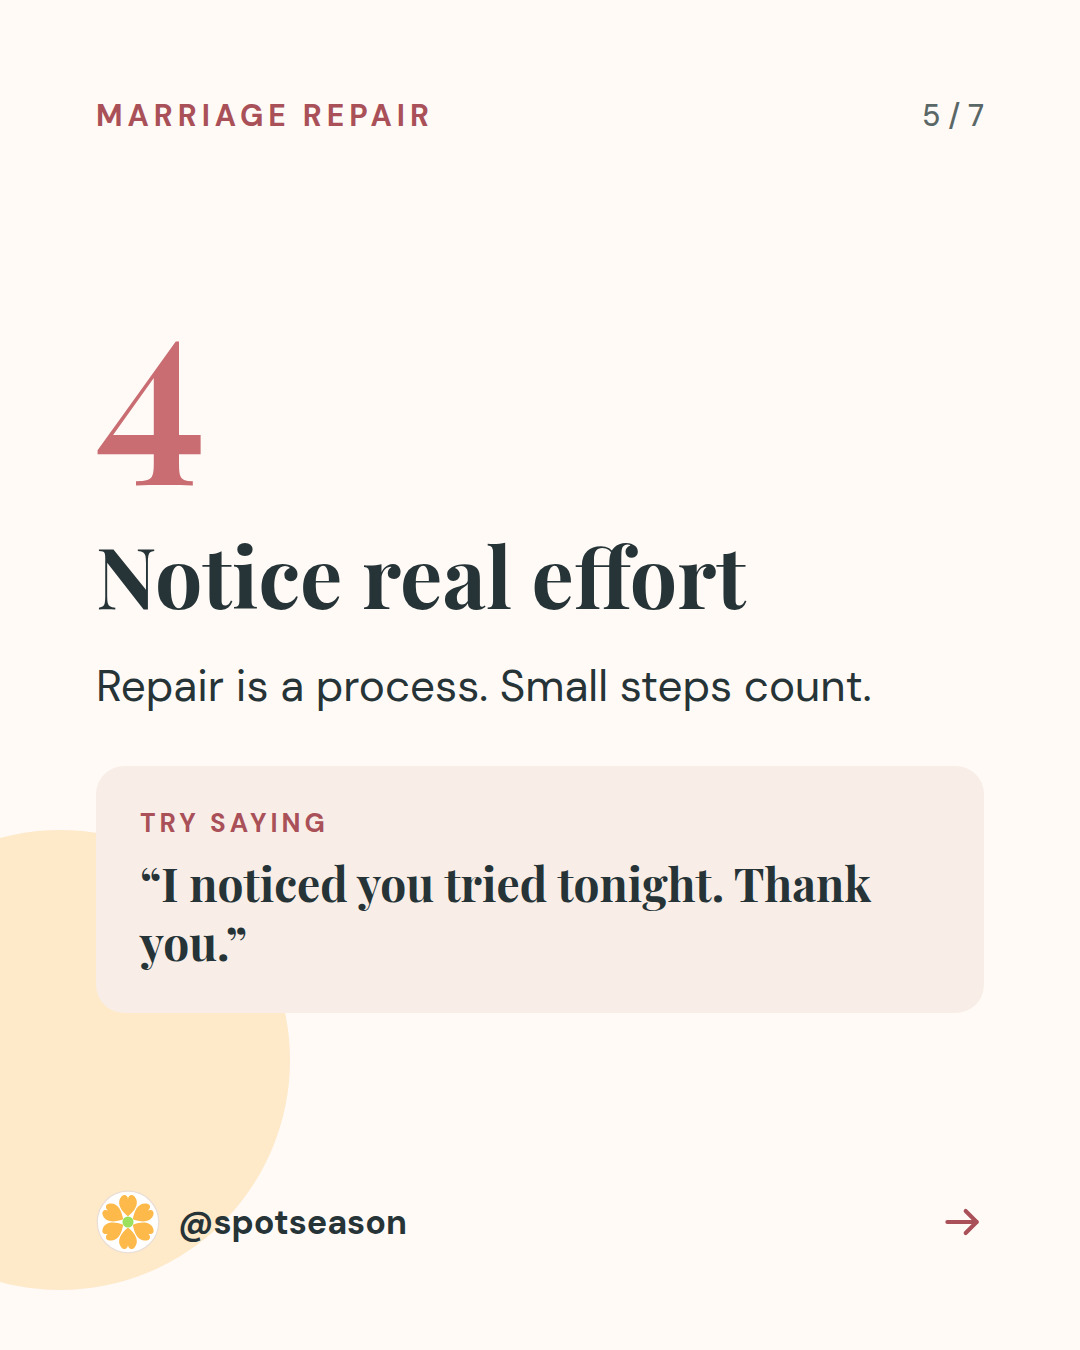 MARRIAGE REPAIR
5 / 7
4
Notice real effort
Repair is a process. Small steps count.
TRY SAYING
“I noticed you tried tonight. Thank
you.”
@spotseason